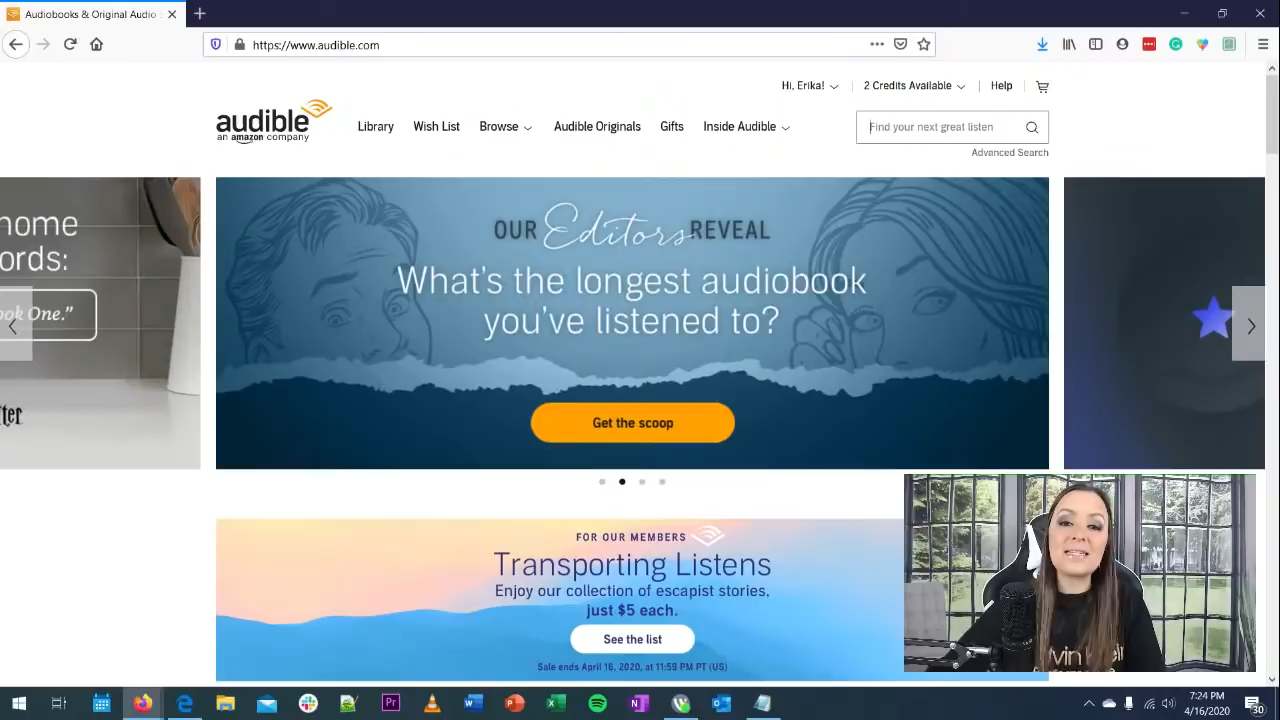 Audiobooks & Original Audio
https://www.audible.com
Hi, Erika!
2 Credits Available
Help
audible
an amazon company
Library
Wish List
Browse
Audible Originals
Gifts
Inside Audible
Find your next great listen
Advanced Search
home
ords:
ok One."
OUR Editors REVEAL
What's the longest audiobook
you've listened to?
Get the scoop
FOR OUR MEMBERS
Transporting Listens
Enjoy our collection of escapist stories,
just $5 each.
See the list
Sale ends April 16, 2020, at 11:59 PM PT (US)
7:24 PM
4/16/2020
30